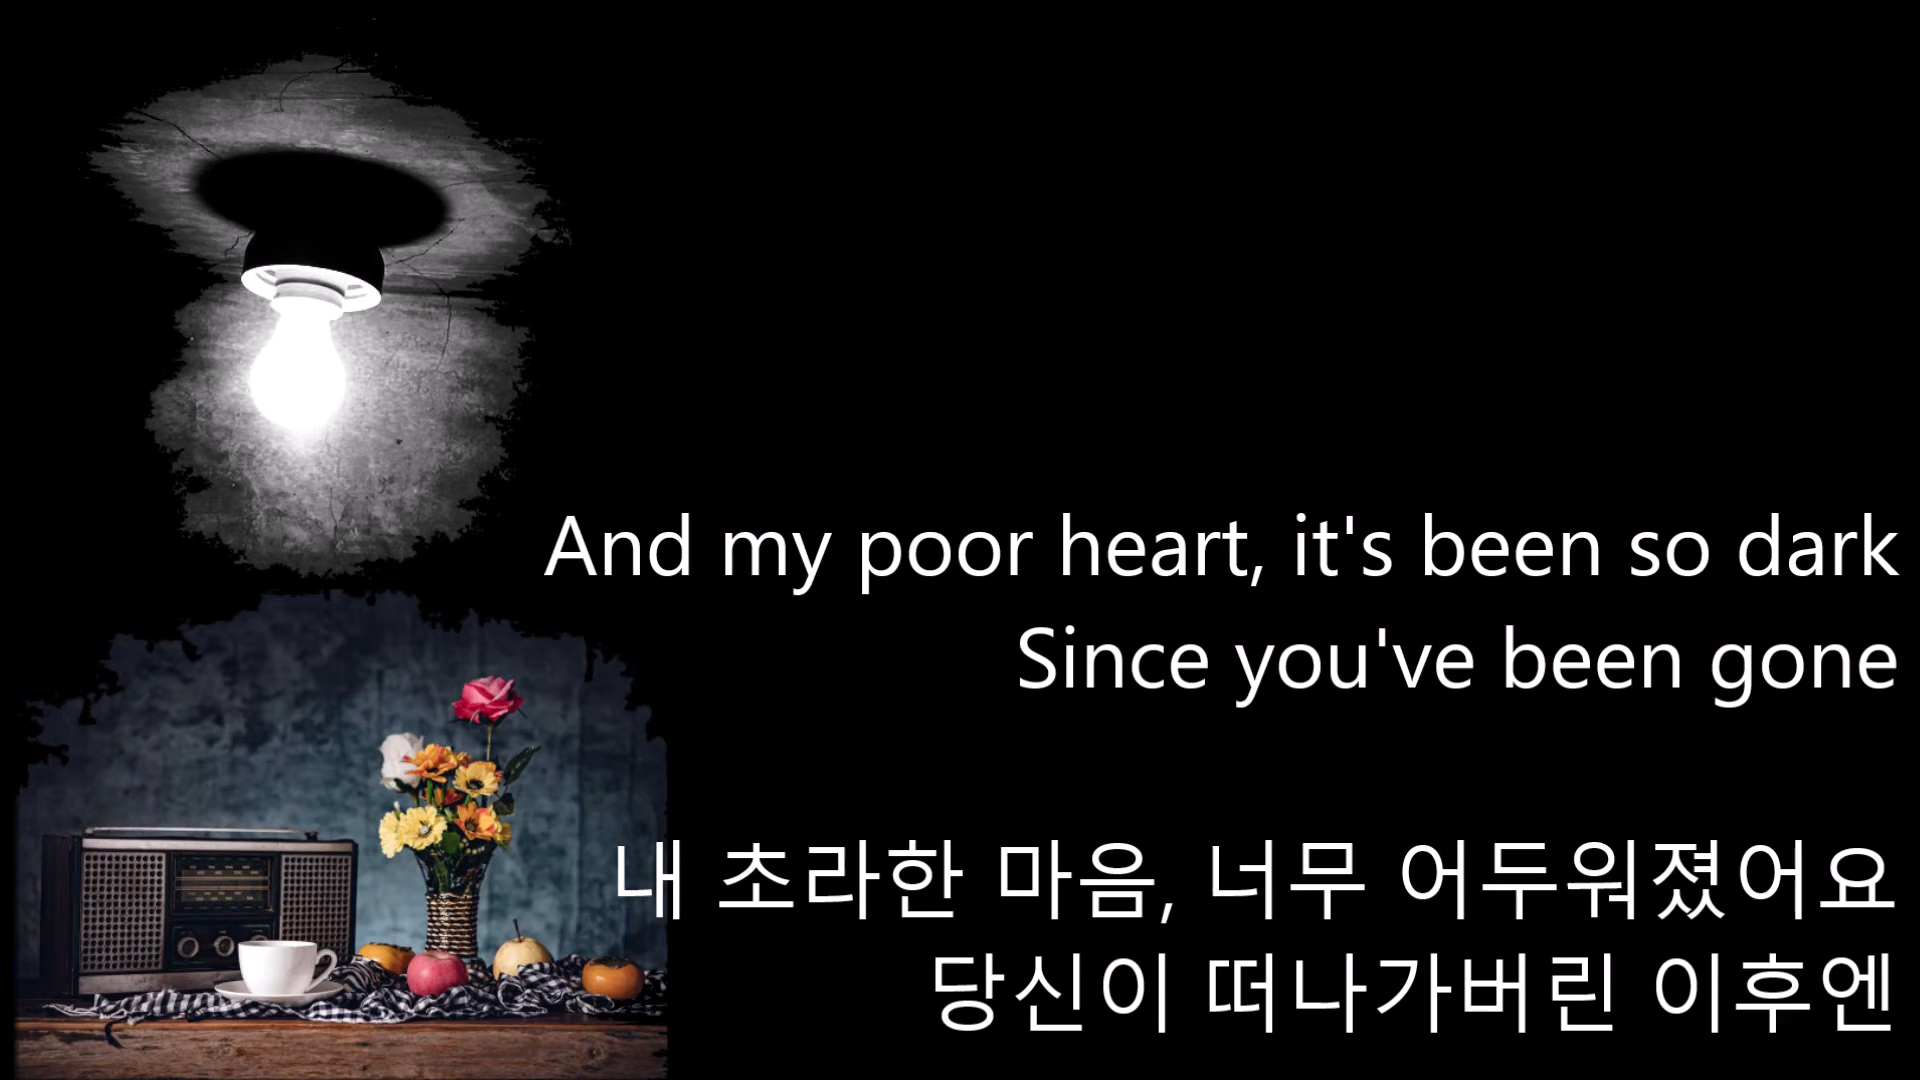 And my poor heart, it's been so dark
Since you've been gone
내 초라한 마음, 너무 어두워졌어요
당신이 떠나가버린 이후엔